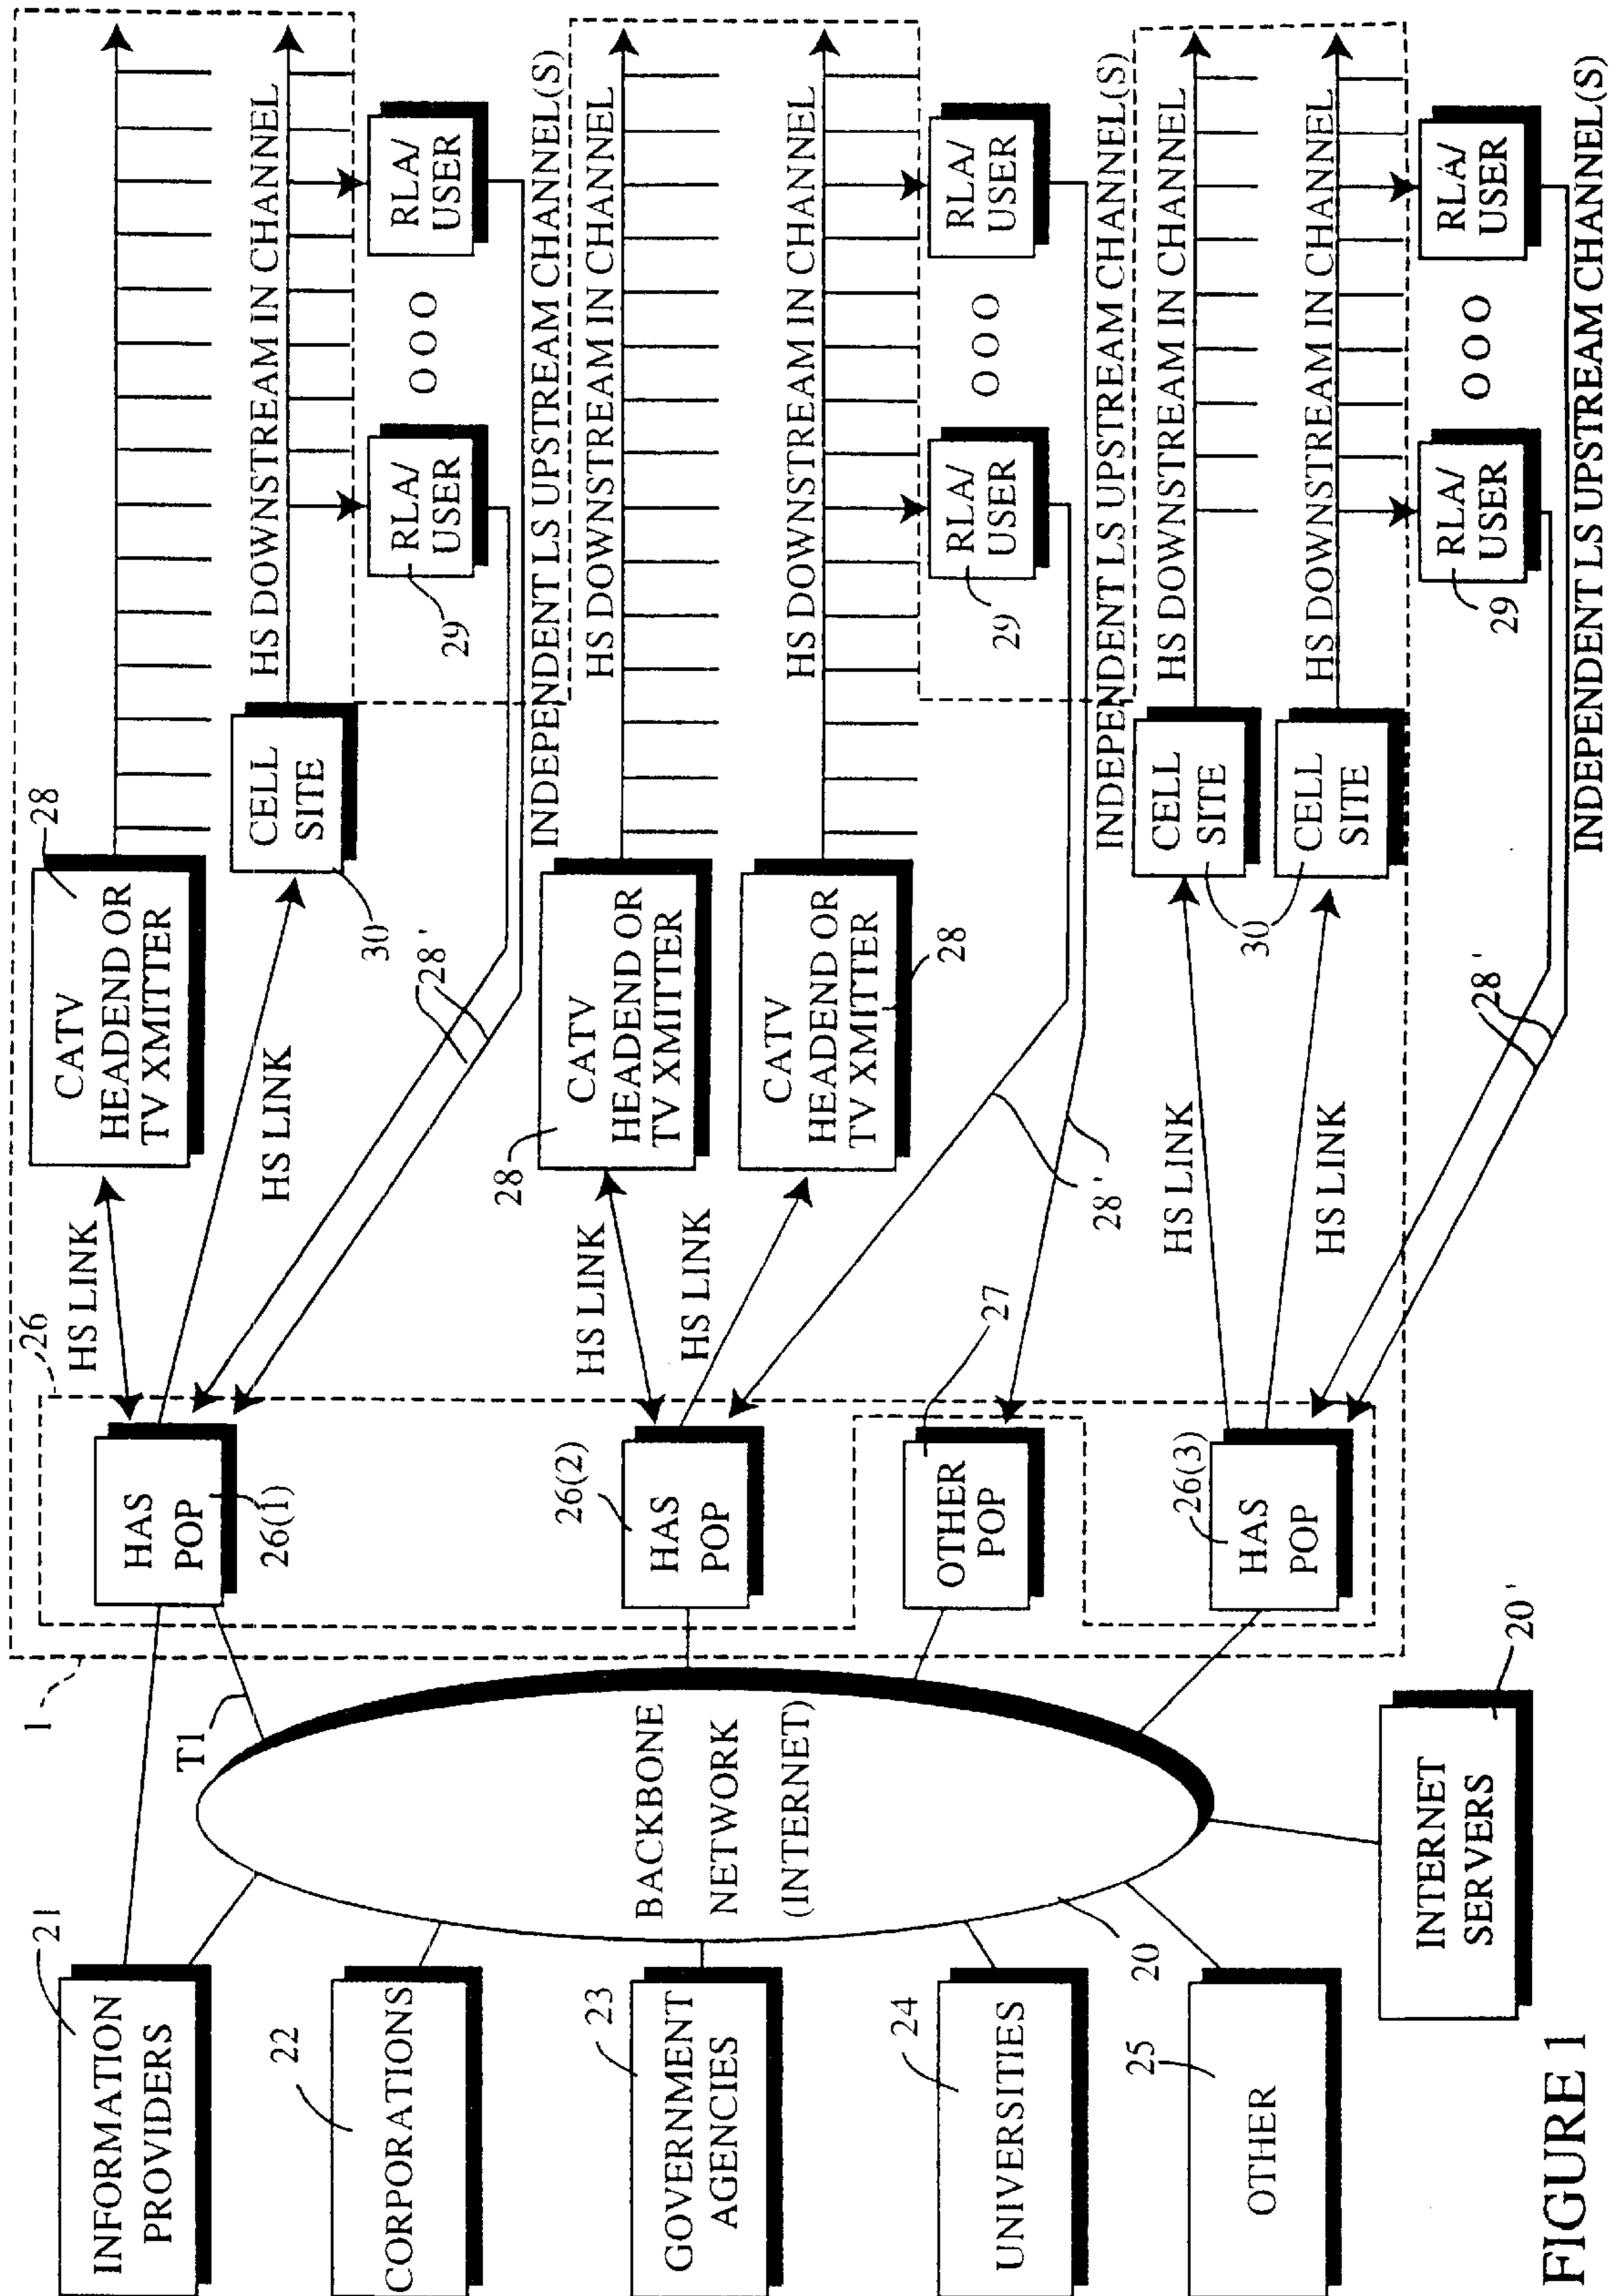 INFORMATION
PROVIDERS
21
CORPORATIONS
22
GOVERNMENT
AGENCIES
23
UNIVERSITIES
24
OTHER
25
BACKBONE
NETWORK
(INTERNET)
20
INTERNET
SERVERS
20'
T1
1
26
HAS
POP
26(1)
HAS
POP
26(2)
OTHER
POP
27
HAS
POP
26(3)
HS LINK
HS LINK
HS LINK
HS LINK
HS LINK
HS LINK
CATV
HEADEND OR
TV XMITTER
28
CELL
SITE
30
28'
CATV
HEADEND OR
TV XMITTER
28
CATV
HEADEND OR
TV XMITTER
28
28'
CELL
SITE
CELL
SITE
30
28'
HS DOWNSTREAM IN CHANNEL
RLA/
USER
29
O O O
RLA/
USER
INDEPENDENT LS UPSTREAM CHANNEL(S)
HS DOWNSTREAM IN CHANNEL
HS DOWNSTREAM IN CHANNEL
RLA/
USER
29
O O O
RLA/
USER
INDEPENDENT LS UPSTREAM CHANNEL(S)
HS DOWNSTREAM IN CHANNEL
HS DOWNSTREAM IN CHANNEL
RLA/
USER
29
O O O
RLA/
USER
INDEPENDENT LS UPSTREAM CHANNEL(S)
FIGURE 1